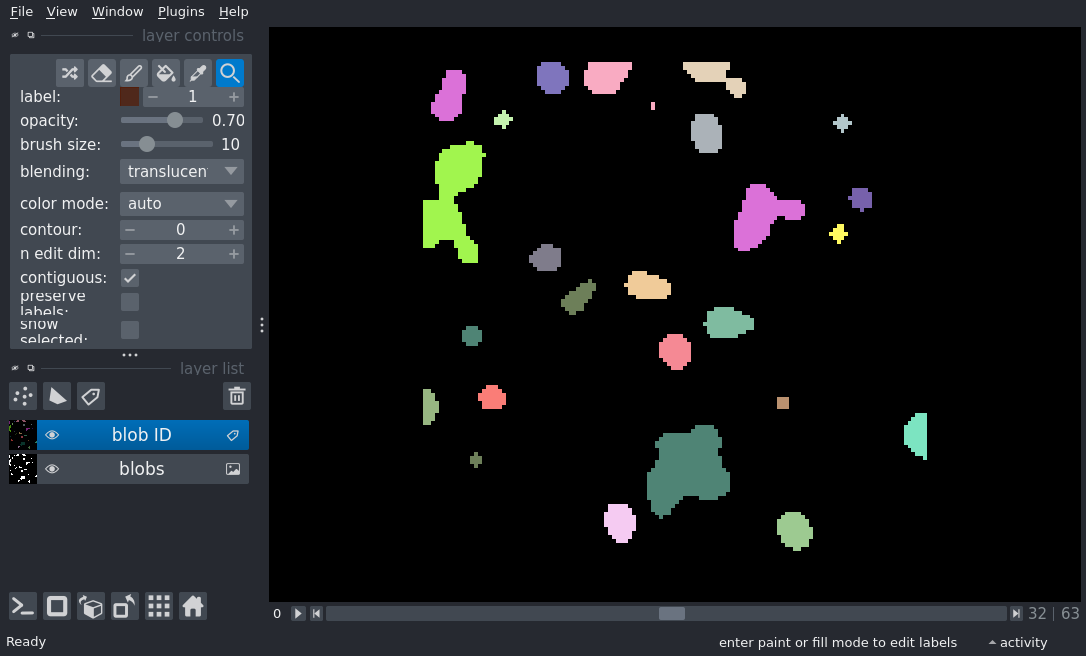 File View Window Plugins Help
layer controls
label: 1
opacity: 0.70
brush size: 10
blending: translucen
color mode: auto
contour: 0
n edit dim: 2
contiguous:
preserve
labels:
show
selected:
layer list
blob ID
blobs
0 32 63
Ready enter paint or fill mode to edit labels activity